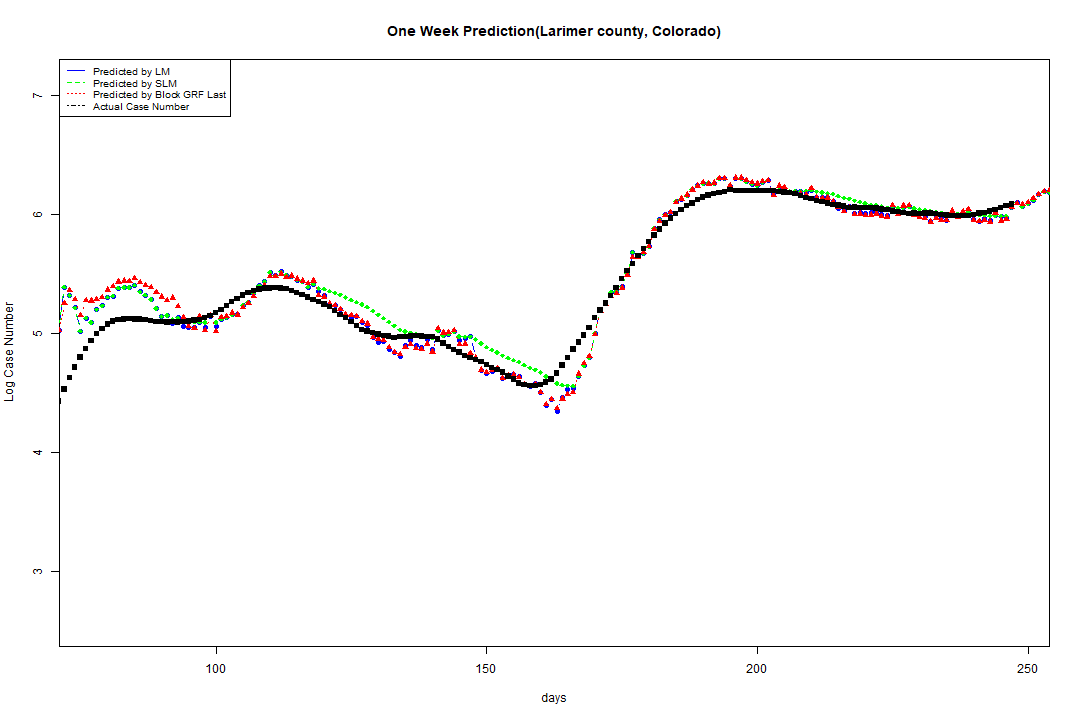 One Week Prediction(Larimer county, Colorado)
Predicted by LM
Predicted by SLM
Predicted by Block GRF Last
Actual Case Number
7
6
5
4
3
Log Case Number
100
150
200
250
days